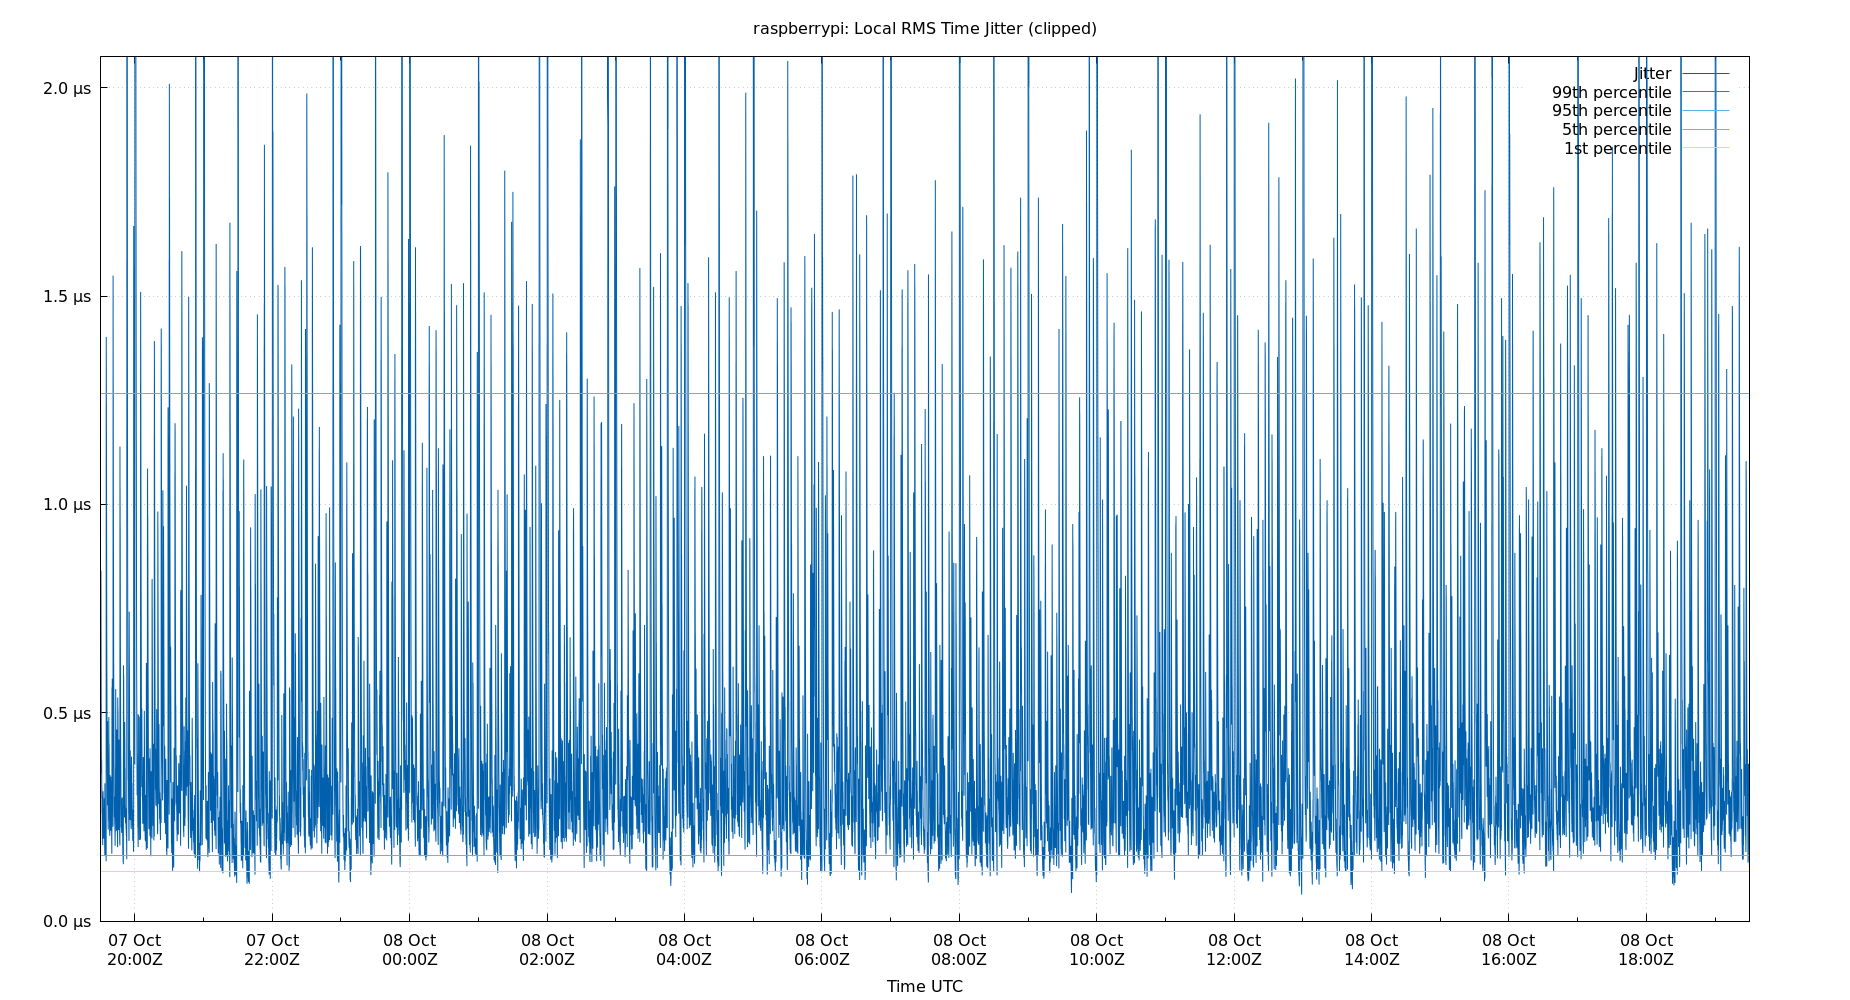 raspberrypi: Local RMS Time Jitter (clipped)
Jitter
99th percentile
95th percentile
5th percentile
1st percentile
2.0 µs
1.5 µs
1.0 µs
0.5 µs
0.0 µs
07 Oct 07 Oct 08 Oct 08 Oct 08 Oct 08 Oct 08 Oct 08 Oct 08 Oct 08 Oct 08 Oct 08 Oct
20:00Z 22:00Z 00:00Z 02:00Z 04:00Z 06:00Z 08:00Z 10:00Z 12:00Z 14:00Z 16:00Z 18:00Z
Time UTC